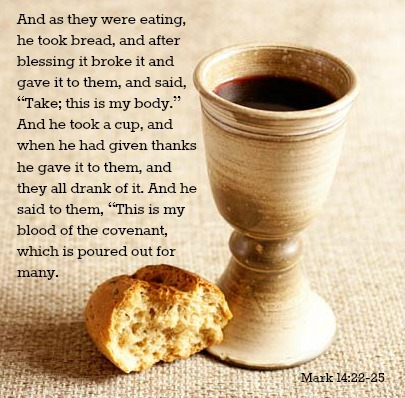 And as they were eating,
he took bread, and after
blessing it broke it and
gave it to them, and said,
“Take; this is my body.”
And he took a cup, and
when he had given thanks
he gave it to them, and
they all drank of it. And he
said to them, “This is my
blood of the covenant,
which is poured out for
many.
Mark 14:22-25